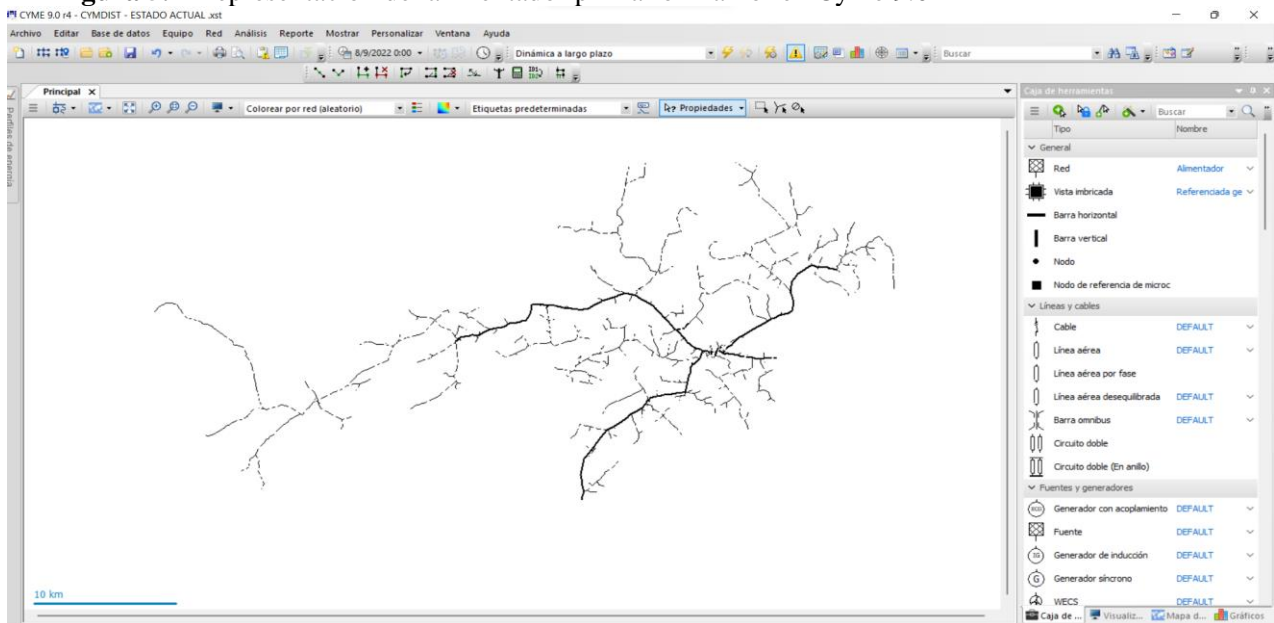 CYME 9.0 r4 - CYMDIST - ESTADO ACTUAL .xst
Archivo Editar Base de datos Equipo Red Análisis Reporte Mostrar Personalizar Ventana Ayuda
8/9/2022 0:00
Dinámica a largo plazo
Buscar
Principal X
Colorear por red (aleatorio)
Etiquetas predeterminadas
Propiedades
Perfiles de energía
10 km
Caja de herramientas
Buscar
Tipo Nombre
General
Red Alimentador
Vista imbricada Referenciada ge
Barra horizontal
Barra vertical
Nodo
Nodo de referencia de microc
Líneas y cables
Cable DEFAULT
Línea aérea DEFAULT
Línea aérea por fase
Línea aérea desequilibrada DEFAULT
Barra omnibus DEFAULT
Circuito doble
Circuito doble (En anillo)
Fuentes y generadores
Generador con acoplamiento DEFAULT
Fuente DEFAULT
Generador de inducción DEFAULT
Generador síncrono DEFAULT
WECS DEFAULT
Caja de ... Visualiz... Mapa d... Gráficos